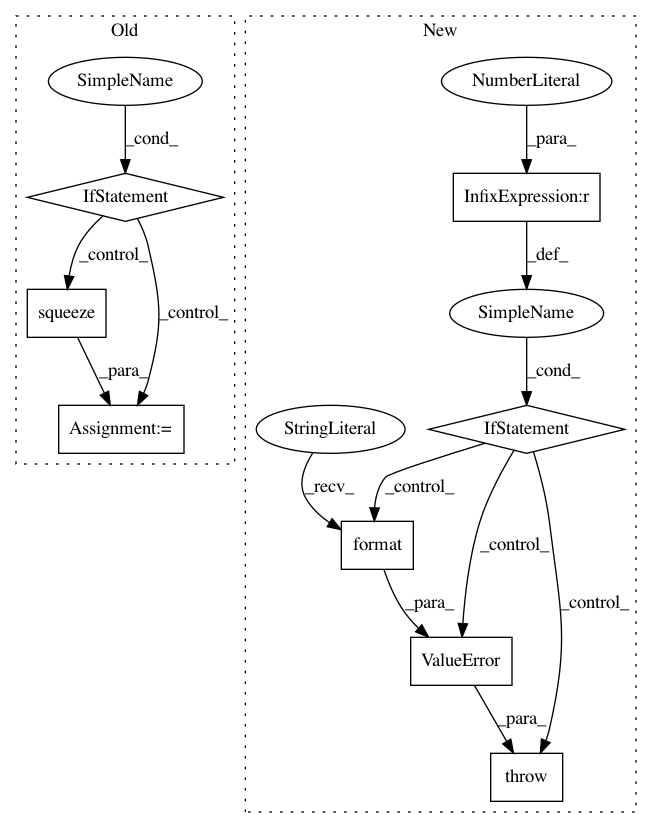 Old
New
SimpleName
NumberLiteral
_cond_
_para_
IfStatement
InfixExpression:r
_control_
_def_
squeeze
_control_
SimpleName
_para_
_cond_
Assignment:=
StringLiteral
IfStatement
_recv_
_control_
format
_control_
_control_
_para_
ValueError
_para_
throw